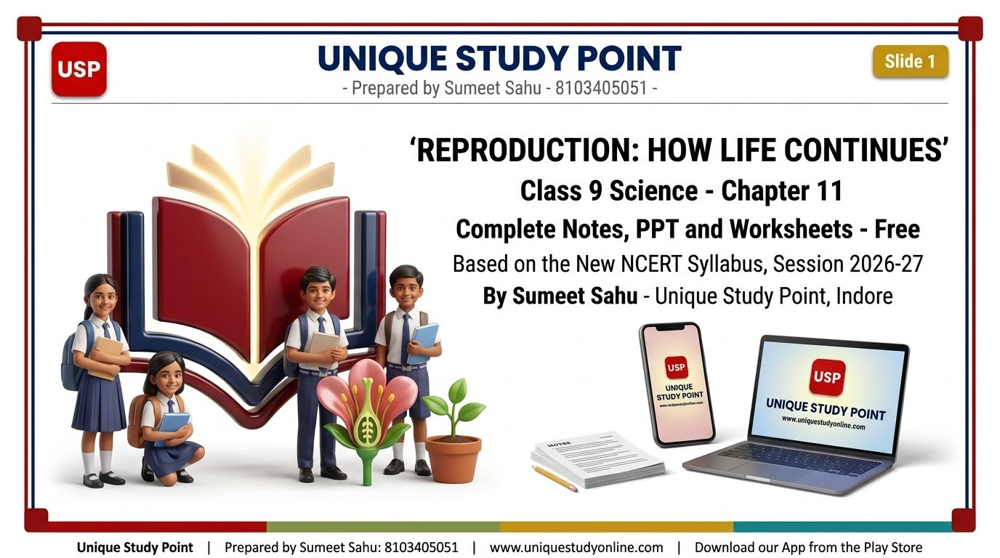 USP
UNIQUE STUDY POINT
- Prepared by Sumeet Sahu - 8103405051 -
Slide 1
‘REPRODUCTION: HOW LIFE CONTINUES’
Class 9 Science - Chapter 11
Complete Notes, PPT and Worksheets - Free
Based on the New NCERT Syllabus, Session 2026-27
By Sumeet Sahu - Unique Study Point, Indore
USP
UNIQUE
STUDY POINT
USP
UNIQUE STUDY POINT
www.uniquestudyonline.com
NOTES
Unique Study Point | Prepared by Sumeet Sahu: 8103405051 | www.uniquestudyonline.com | Download our App from the Play Store